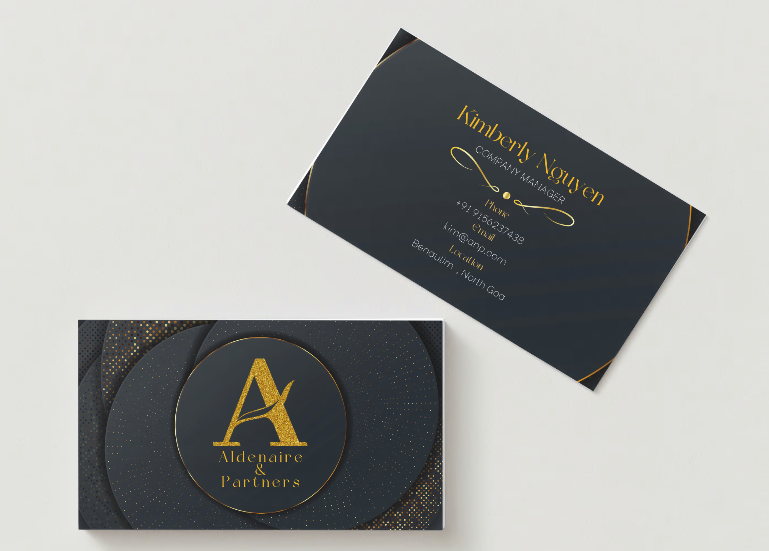 Kimberly Nguyen
COMPANY MANAGER
Phone
+91 9156237438
Email
kim@anp.com
Location
Benaulim , North Goa
A
Aldenaire
&
Partners